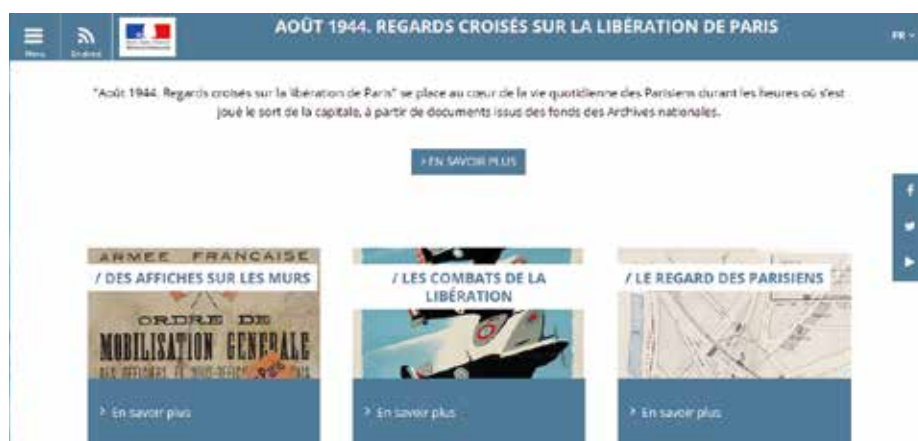 AOÛT 1944. REGARDS CROISÉS SUR LA LIBÉRATION DE PARIS
FR
Menu
"Août 1944. Regards croisés sur la libération de Paris" se place au cœur de la vie quotidienne des Parisiens durant les heures où s'est
joué le sort de la capitale, à partir de documents issus des fonds des Archives nationales.
> EN SAVOIR PLUS
ARMÉE FRANÇAISE
/ DES AFFICHES SUR LES MURS
ORDRE DE
MOBILISATION GENERALE
/ LES COMBATS DE LA
LIBÉRATION
/ LE REGARD DES PARISIENS
> En savoir plus
> En savoir plus
> En savoir plus